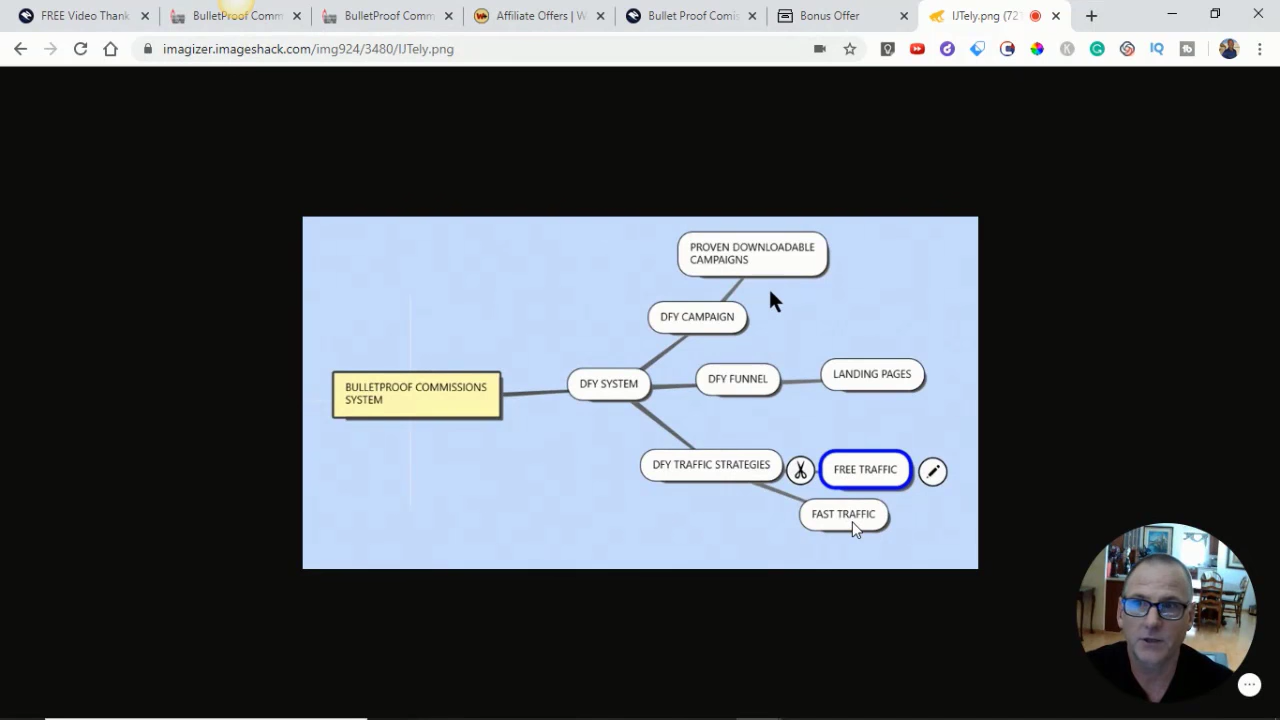 FREE Video Thank
BulletProof Comm
BulletProof Comm
Affiliate Offers | W
Bullet Proof Comis
Bonus Offer
IJTely.png (72
imagizer.imageshack.com/img924/3480/IJTely.png
PROVEN DOWNLOADABLE
CAMPAIGNS
DFY CAMPAIGN
BULLETPROOF COMMISSIONS
SYSTEM
DFY SYSTEM
DFY FUNNEL
LANDING PAGES
DFY TRAFFIC STRATEGIES
FREE TRAFFIC
FAST TRAFFIC